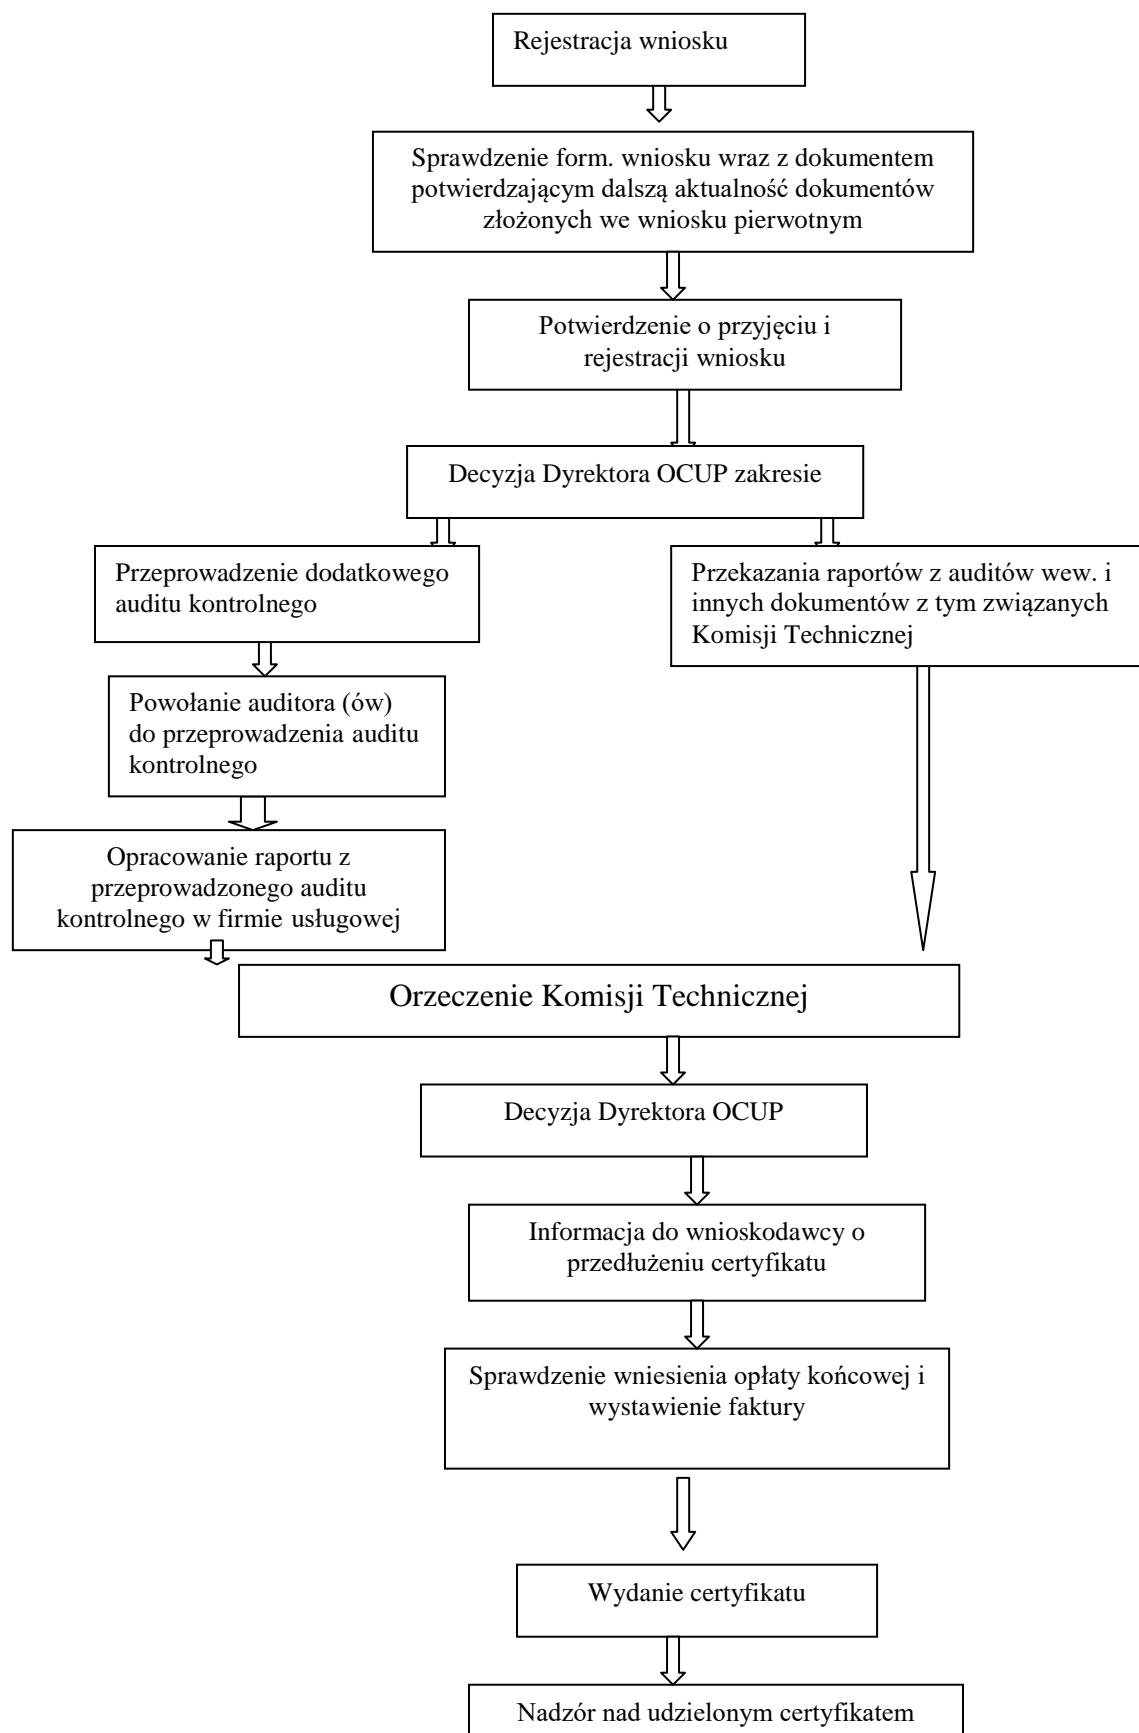 Rejestracja wniosku
Sprawdzenie form. wniosku wraz z dokumentem
potwierdzającym dalszą aktualność dokumentów
złożonych we wniosku pierwotnym
Potwierdzenie o przyjęciu i
rejestracji wniosku
Decyzja Dyrektora OCUP zakresie
Przeprowadzenie dodatkowego
auditu kontrolnego
Przekazania raportów z auditów wew. i
innych dokumentów z tym związanych
Komisji Technicznej
Powołanie auditora (ów)
do przeprowadzenia auditu
kontrolnego
Opracowanie raportu z
przeprowadzonego auditu
kontrolnego w firmie usługowej
Orzeczenie Komisji Technicznej
Decyzja Dyrektora OCUP
Informacja do wnioskodawcy o
przedłużeniu certyfikatu
Sprawdzenie wniesienia opłaty końcowej i
wystawienie faktury
Wydanie certyfikatu
Nadzór nad udzielonym certyfikatem